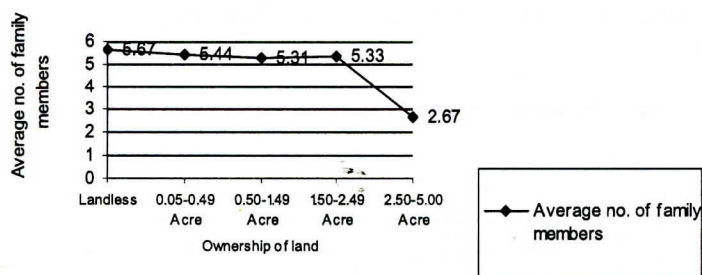 Average no. of family
members
6
5
4
3
2
1
0
5.67
5.44
5.31
5.33
2.67
Landless
0.05-0.49
Acre
0.50-1.49
Acre
1.50-2.49
Acre
2.50-5.00
Acre
Ownership of land
Average no. of family
members